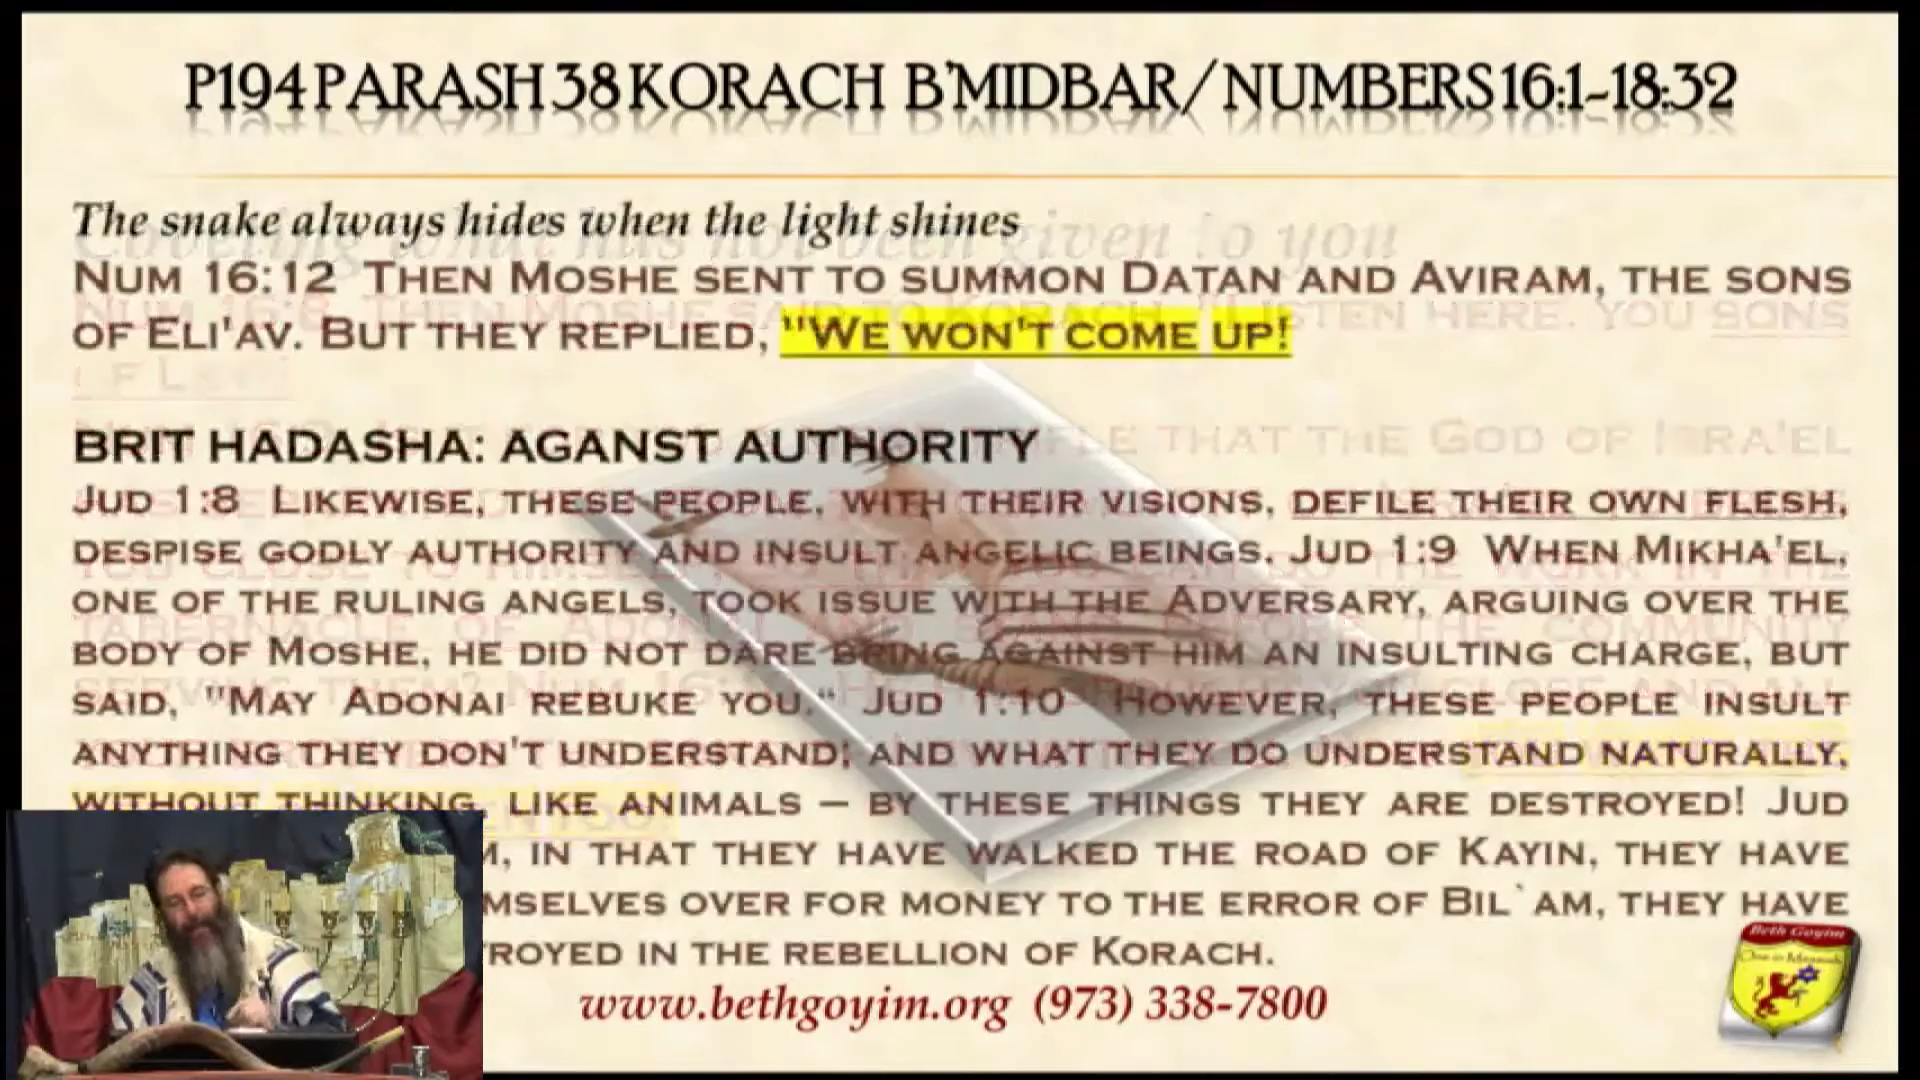 P194 PARASH 38 KORACH B'MIDBAR/NUMBERS 16:1-18:32
The snake always hides when the light shines
NUM 16:12 THEN MOSHE SENT TO SUMMON DATAN AND AVIRAM, THE SONS
OF ELI'AV. BUT THEY REPLIED, "WE WON'T COME UP!
BRIT HADASHA: AGANST AUTHORITY
JUD 1:8 LIKEWISE, THESE PEOPLE, WITH THEIR VISIONS, DEFILE THEIR OWN FLESH,
DESPISE GODLY AUTHORITY AND INSULT ANGELIC BEINGS. JUD 1:9 WHEN MIKHA'EL,
ONE OF THE RULING ANGELS, TOOK ISSUE WITH THE ADVERSARY, ARGUING OVER THE
BODY OF MOSHE, HE DID NOT DARE BRING AGAINST HIM AN INSULTING CHARGE, BUT
SAID, "MAY ADONAI REBUKE YOU." JUD 1:10 HOWEVER, THESE PEOPLE INSULT
ANYTHING THEY DON'T UNDERSTAND; AND WHAT THEY DO UNDERSTAND NATURALLY,
WITHOUT THINKING, LIKE ANIMALS — BY THESE THINGS THEY ARE DESTROYED! JUD
M, IN THAT THEY HAVE WALKED THE ROAD OF KAYIN, THEY HAVE
MSELVES OVER FOR MONEY TO THE ERROR OF BIL`AM, THEY HAVE
TROYED IN THE REBELLION OF KORACH.
www.bethgoyim.org (973) 338-7800
Beth Goyim